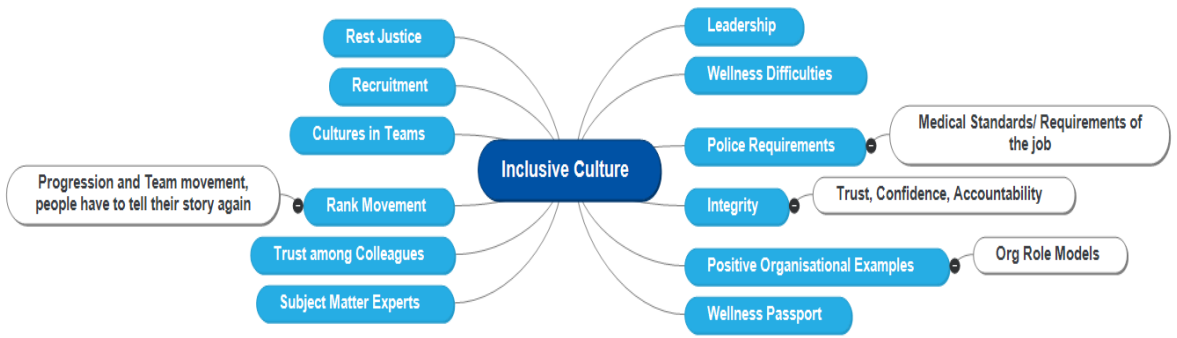 Rest Justice
Recruitment
Cultures in Teams
Progression and Team movement,
people have to tell their story again
Rank Movement
Trust among Colleagues
Subject Matter Experts
Inclusive Culture
Leadership
Wellness Difficulties
Police Requirements
Medical Standards/ Requirements of
the job
Integrity
Trust, Confidence, Accountability
Positive Organisational Examples
Org Role Models
Wellness Passport